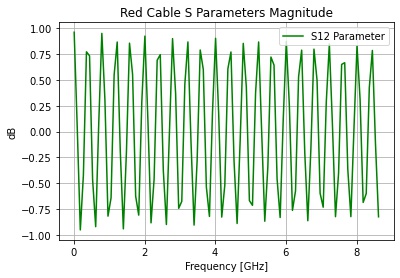 Red Cable S Parameters Magnitude
S12 Parameter
1.00
0.75
0.50
0.25
0.00
−0.25
−0.50
−0.75
−1.00
dB
0 2 4 6 8
Frequency [GHz]